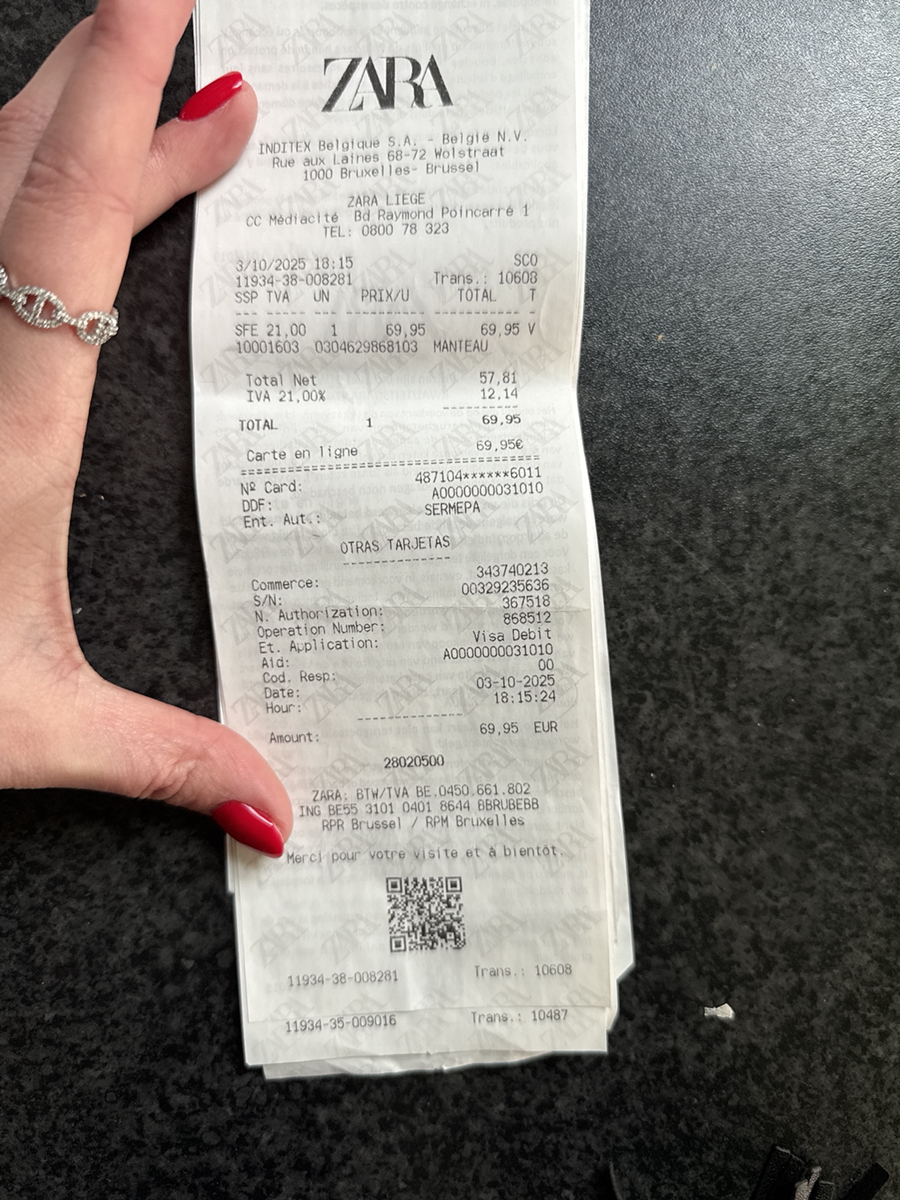 ZARA
INDITEX Belgique S.A. - België N.V.
Rue aux Laines 68-72 Wolstraat
1000 Bruxelles- Brussel
ZARA LIEGE
CC Médiacité Bd Raymond Poincarré 1
TEL: 0800 78 323
3/10/2025 18:15 SCO
11934-38-008281 Trans.: 10608
SSP TVA UN PRIX/U TOTAL T
--- --- --- ------- -------- -
SFE 21,00 1 69,95 69,95 V
10001603 0304629868103 MANTEAU
Total Net 57,81
IVA 21,00% 12,14
---------
TOTAL 1 69,95
Carte en ligne 69,95€
====================================
Nº Card: 487104******6011
DDF: A0000000031010
Ent. Aut.: SERMEPA
OTRAS TARJETAS
-------------
Commerce: 343740213
S/N: 00329235636
N. Authorization: 367518
Operation Number: 868512
Et. Application: Visa Debit
Aid: A0000000031010
Cod. Resp: 00
Date: 03-10-2025
Hour: 18:15:24
-------------
Amount: 69,95 EUR
28020500
ZARA: BTW/TVA BE.0450.661.802
ING BE55 3101 0401 8644 BBRUBEBB
RPR Brussel / RPM Bruxelles
Merci pour votre visite et à bientôt.
11934-38-008281 Trans.: 10608
11934-35-009016 Trans.: 10487